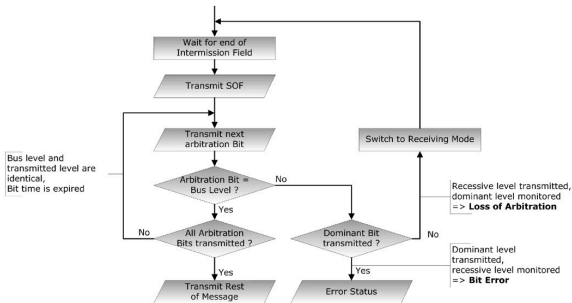 Wait for end of
Intermission Field
Transmit SOF
Transmit next
arbitration Bit
Switch to Receiving Mode
Bus level and
transmitted level are
identical,
Bit time is expired
Arbitration Bit =
Bus Level ?
No
Yes
Recessive level transmitted,
dominant level monitored
=> Loss of Arbitration
No
All Arbitration
Bits transmitted ?
Dominant Bit
transmitted ?
No
Yes
Yes
Dominant level
transmitted,
recessive level monitored
=> Bit Error
Transmit Rest
of Message
Error Status